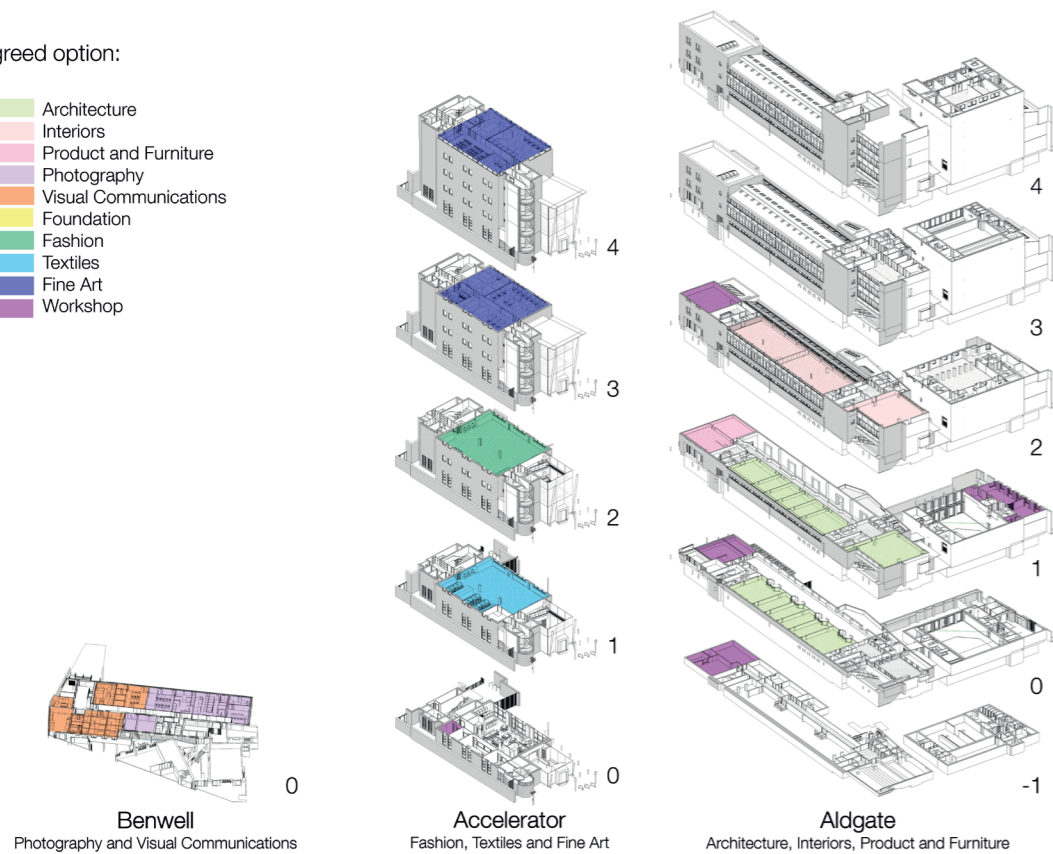 greed option:
Architecture
Interiors
Product and Furniture
Photography
Visual Communications
Foundation
Fashion
Textiles
Fine Art
Workshop
0
Benwell
Photography and Visual Communications
4
3
2
1
0
Accelerator
Fashion, Textiles and Fine Art
4
3
2
1
0
-1
Aldgate
Architecture, Interiors, Product and Furniture